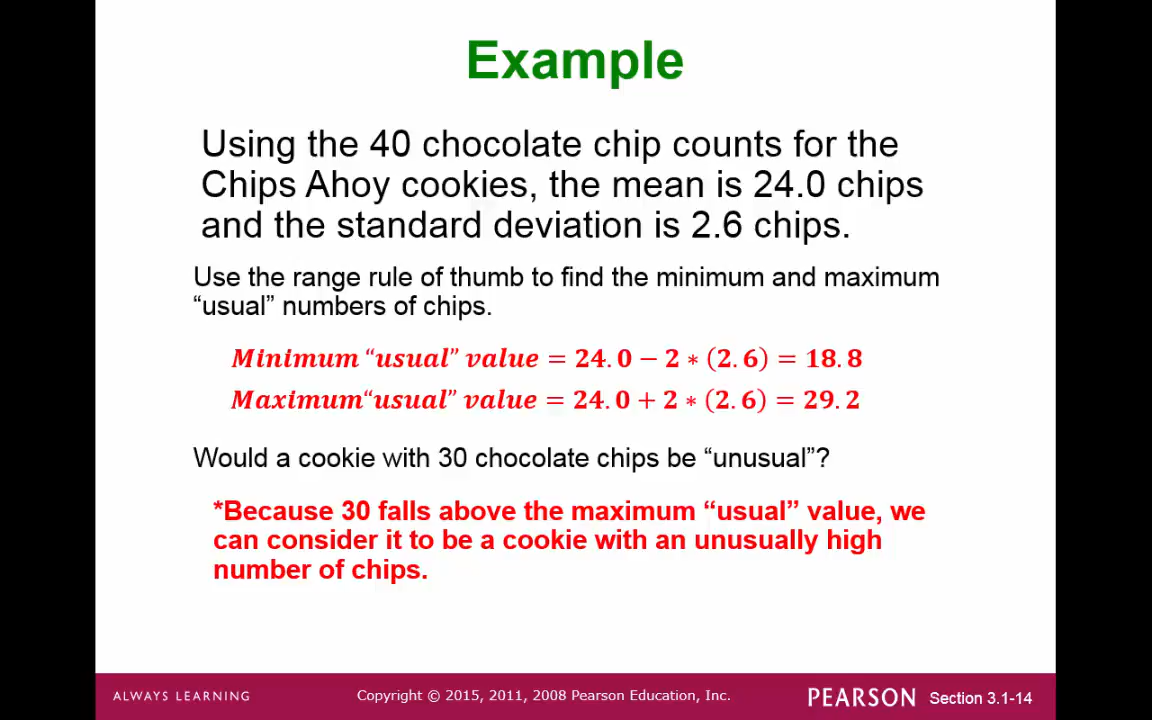 Example
Using the 40 chocolate chip counts for the
Chips Ahoy cookies, the mean is 24.0 chips
and the standard deviation is 2.6 chips.
Use the range rule of thumb to find the minimum and maximum
“usual” numbers of chips.
Minimum “usual” value = 24.0 − 2 ∗ (2.6) = 18.8
Maximum“usual” value = 24.0 + 2 ∗ (2.6) = 29.2
Would a cookie with 30 chocolate chips be “unusual”?
*Because 30 falls above the maximum “usual” value, we
can consider it to be a cookie with an unusually high
number of chips.
ALWAYS LEARNING Copyright © 2015, 2011, 2008 Pearson Education, Inc. PEARSON Section 3.1-14